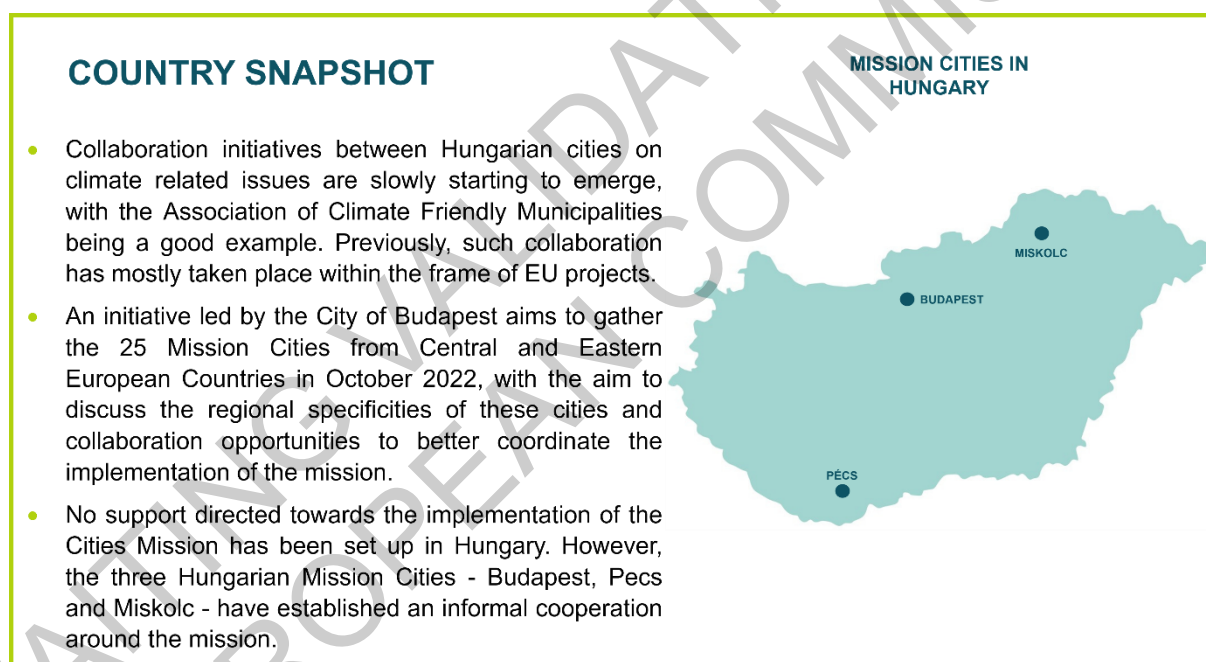 COUNTRY SNAPSHOT
Collaboration initiatives between Hungarian cities on
climate related issues are slowly starting to emerge,
with the Association of Climate Friendly Municipalities
being a good example. Previously, such collaboration
has mostly taken place within the frame of EU projects.
An initiative led by the City of Budapest aims to gather
the 25 Mission Cities from Central and Eastern
European Countries in October 2022, with the aim to
discuss the regional specificities of these cities and
collaboration opportunities to better coordinate the
implementation of the mission.
No support directed towards the implementation of the
Cities Mission has been set up in Hungary. However,
the three Hungarian Mission Cities - Budapest, Pecs
and Miskolc - have established an informal cooperation
around the mission.
MISSION CITIES IN
HUNGARY
MISKOLC
BUDAPEST
PÉCS